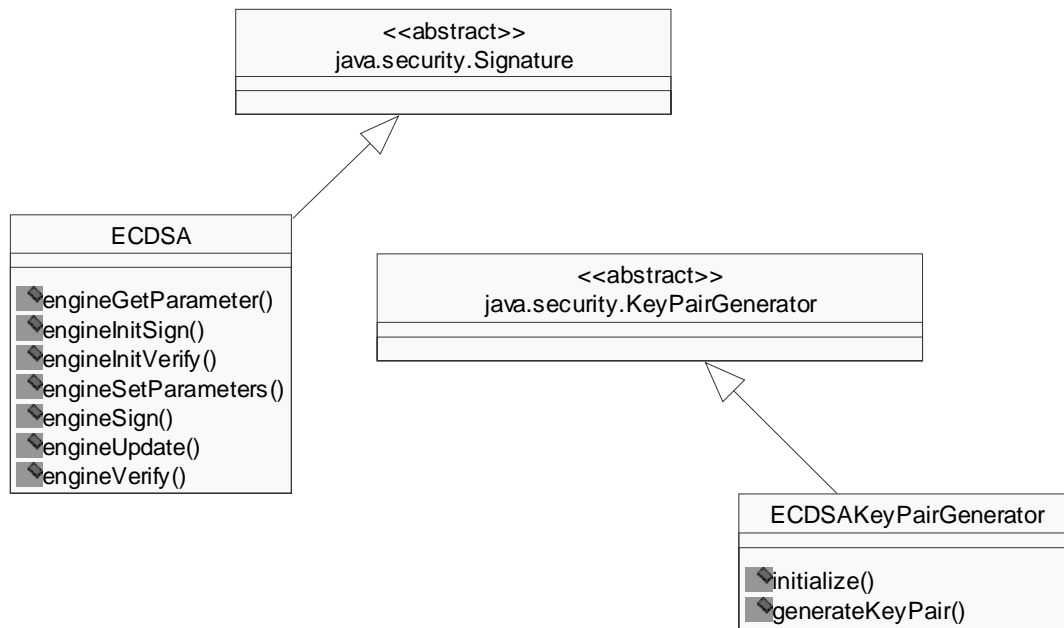 <<abstract>>
java.security.Signature
ECDSA
engineGetParameter()
engineInitSign()
engineInitVerify()
engineSetParameters()
engineSign()
engineUpdate()
engineVerify()
<<abstract>>
java.security.KeyPairGenerator
ECDSAKeyPairGenerator
initialize()
generateKeyPair()